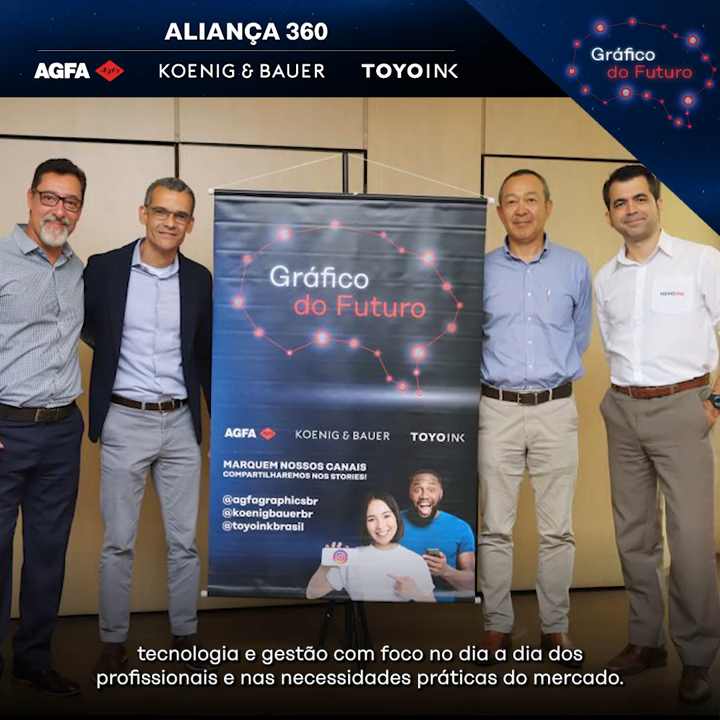 ALIANÇA 360
AGFA Agfa KOENIG & BAUER TOYOINK
Gráfico
do Futuro
Gráfico
do Futuro
TOYOINK
AGFA KOENIG & BAUER TOYOINK
MARQUEM NOSSOS CANAIS
COMPARTILHAREMOS NOS STORIES!
@agfagraphicsbr
@koenigbauerbr
@toyoinkbrasil
tecnologia e gestão com foco no dia a dia dos
profissionais e nas necessidades práticas do mercado.